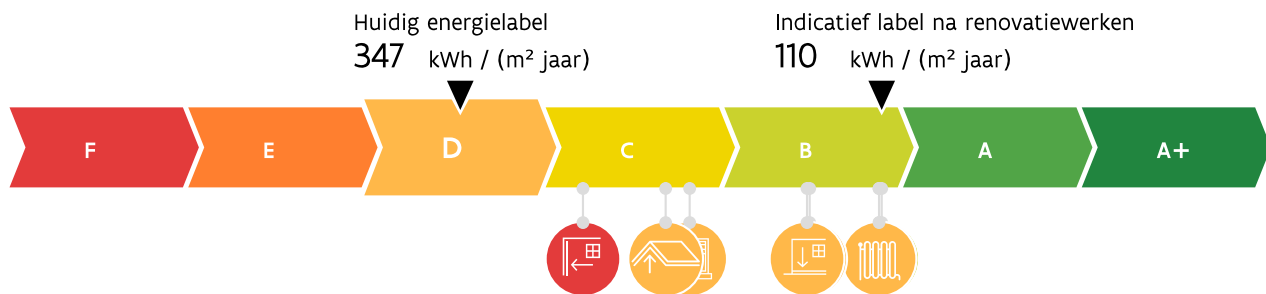 Huidig energielabel
347 kWh / (m² jaar)
Indicatief label na renovatiewerken
110 kWh / (m² jaar)
F E D C B A A+